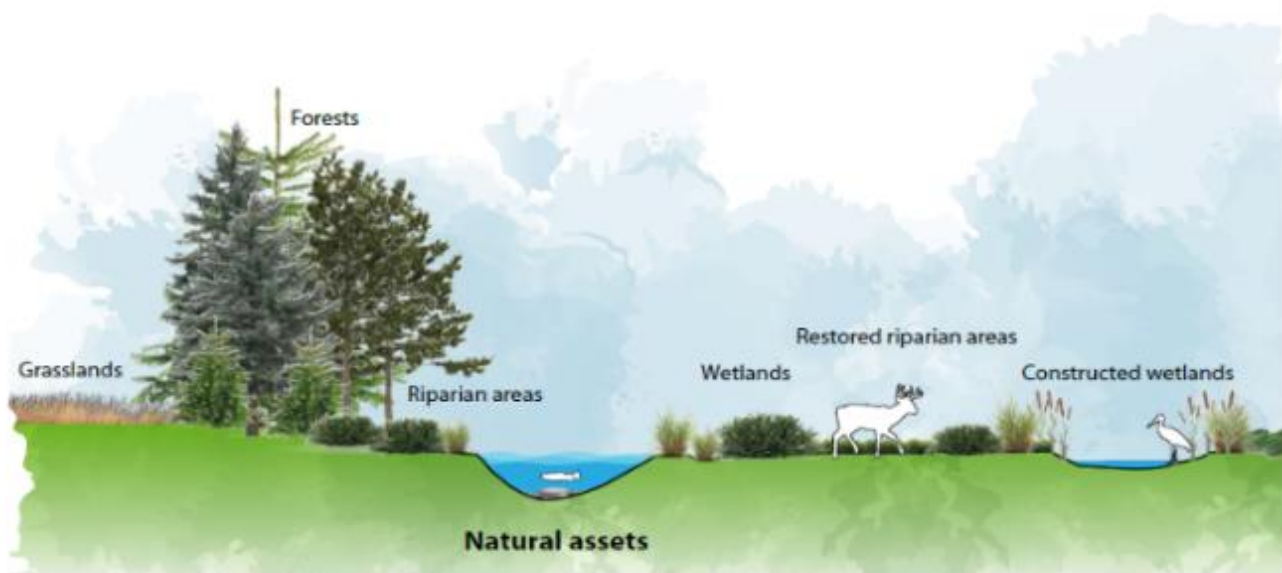 Forests
Grasslands
Riparian areas
Wetlands
Restored riparian areas
Constructed wetlands
Natural assets